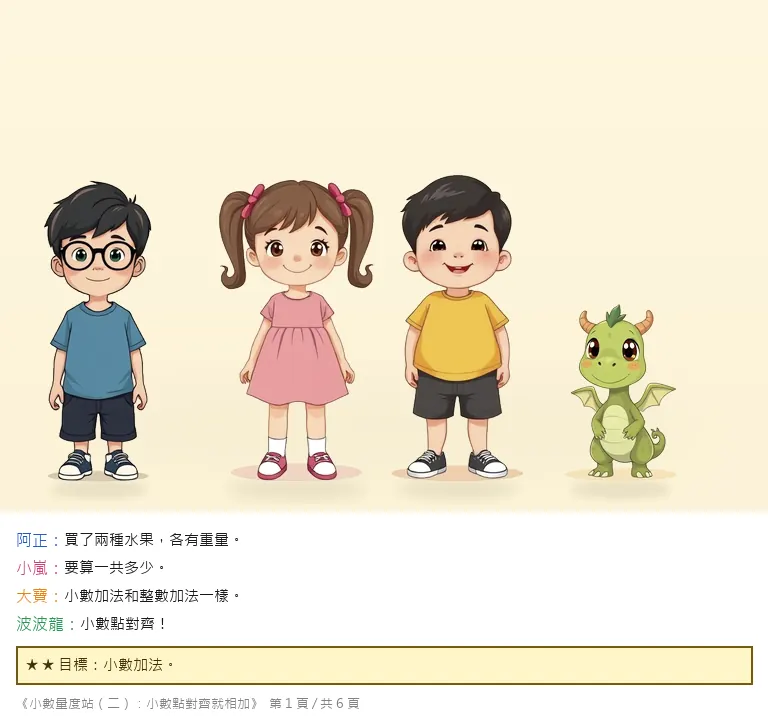 阿正：買了兩種水果，各有重量。
小嵐：要算一共多少。
大寶：小數加法和整數加法一樣。
波波龍：小數點對齊！
★★目標：小數加法。
《小數量度站（二）：小數點對齊就相加》 第1頁/共6頁